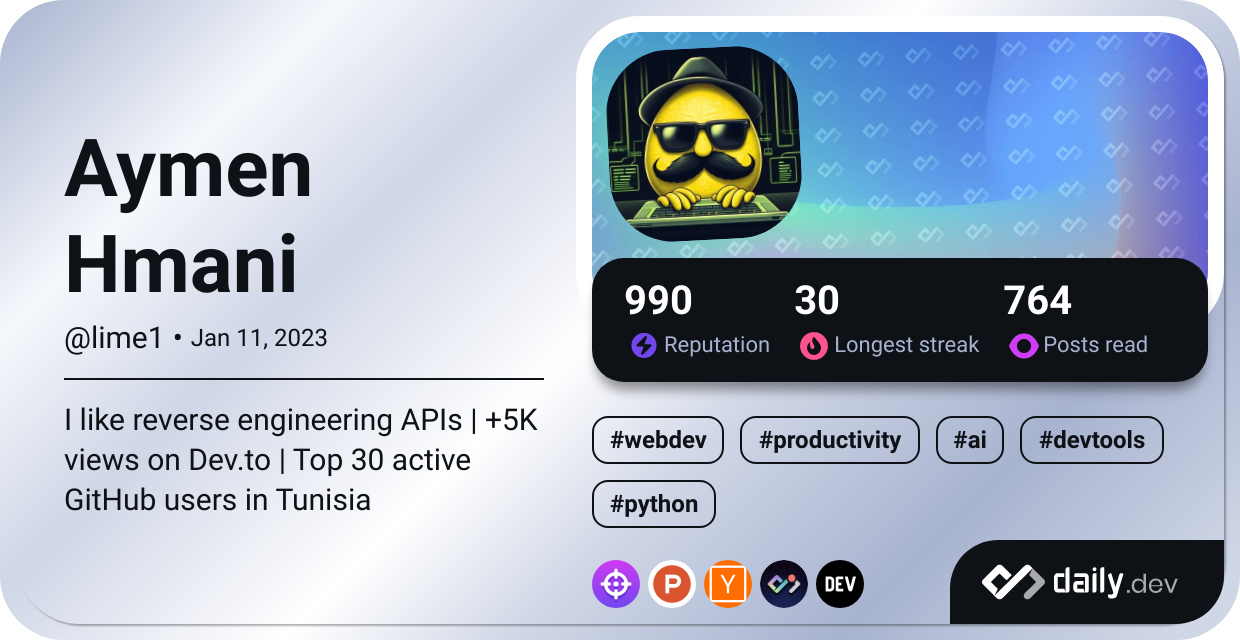 Aymen
Hmani
@lime1 • Jan 11, 2023
I like reverse engineering APIs | +5K
views on Dev.to | Top 30 active
GitHub users in Tunisia
990 30 764
Reputation Longest streak Posts read
#webdev #productivity #ai #devtools
#python
P Y DEV
daily.dev